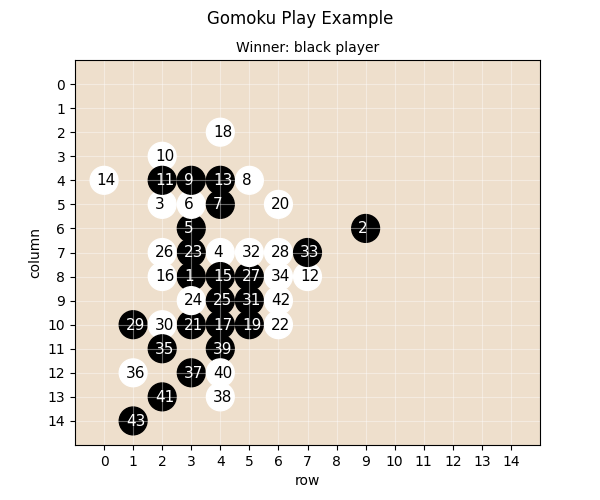 Gomoku Play Example
Winner: black player
0
1
2 18
3 10
4 14 11 9 13 8
5 3 6 7 20
6 5 2
7 26 23 4 32 28 33
8 16 1 15 27 34 12
9 24 25 31 42
10 29 30 21 17 19 22
11 35 39
12 36 37 40
13 41 38
14 43
column
0 1 2 3 4 5 6 7 8 9 10 11 12 13 14
row